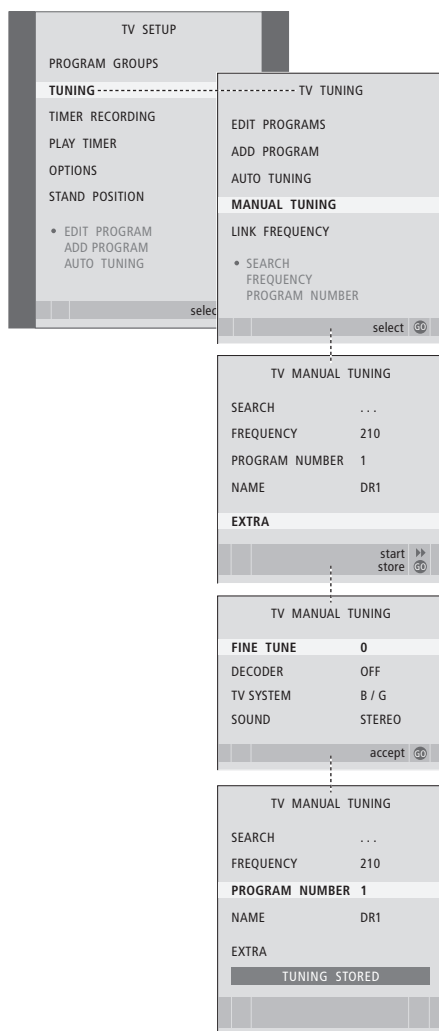 TV SETUP
PROGRAM GROUPS
TUNING
TIMER RECORDING
PLAY TIMER
OPTIONS
STAND POSITION
• EDIT PROGRAM
ADD PROGRAM
AUTO TUNING
selec
TV TUNING
EDIT PROGRAMS
ADD PROGRAM
AUTO TUNING
MANUAL TUNING
LINK FREQUENCY
• SEARCH
FREQUENCY
PROGRAM NUMBER
select GO
TV MANUAL TUNING
SEARCH . . .
FREQUENCY 210
PROGRAM NUMBER 1
NAME DR1
EXTRA
start
store GO
TV MANUAL TUNING
FINE TUNE 0
DECODER OFF
TV SYSTEM B / G
SOUND STEREO
accept GO
TV MANUAL TUNING
SEARCH . . .
FREQUENCY 210
PROGRAM NUMBER 1
NAME DR1
EXTRA
TUNING STORED